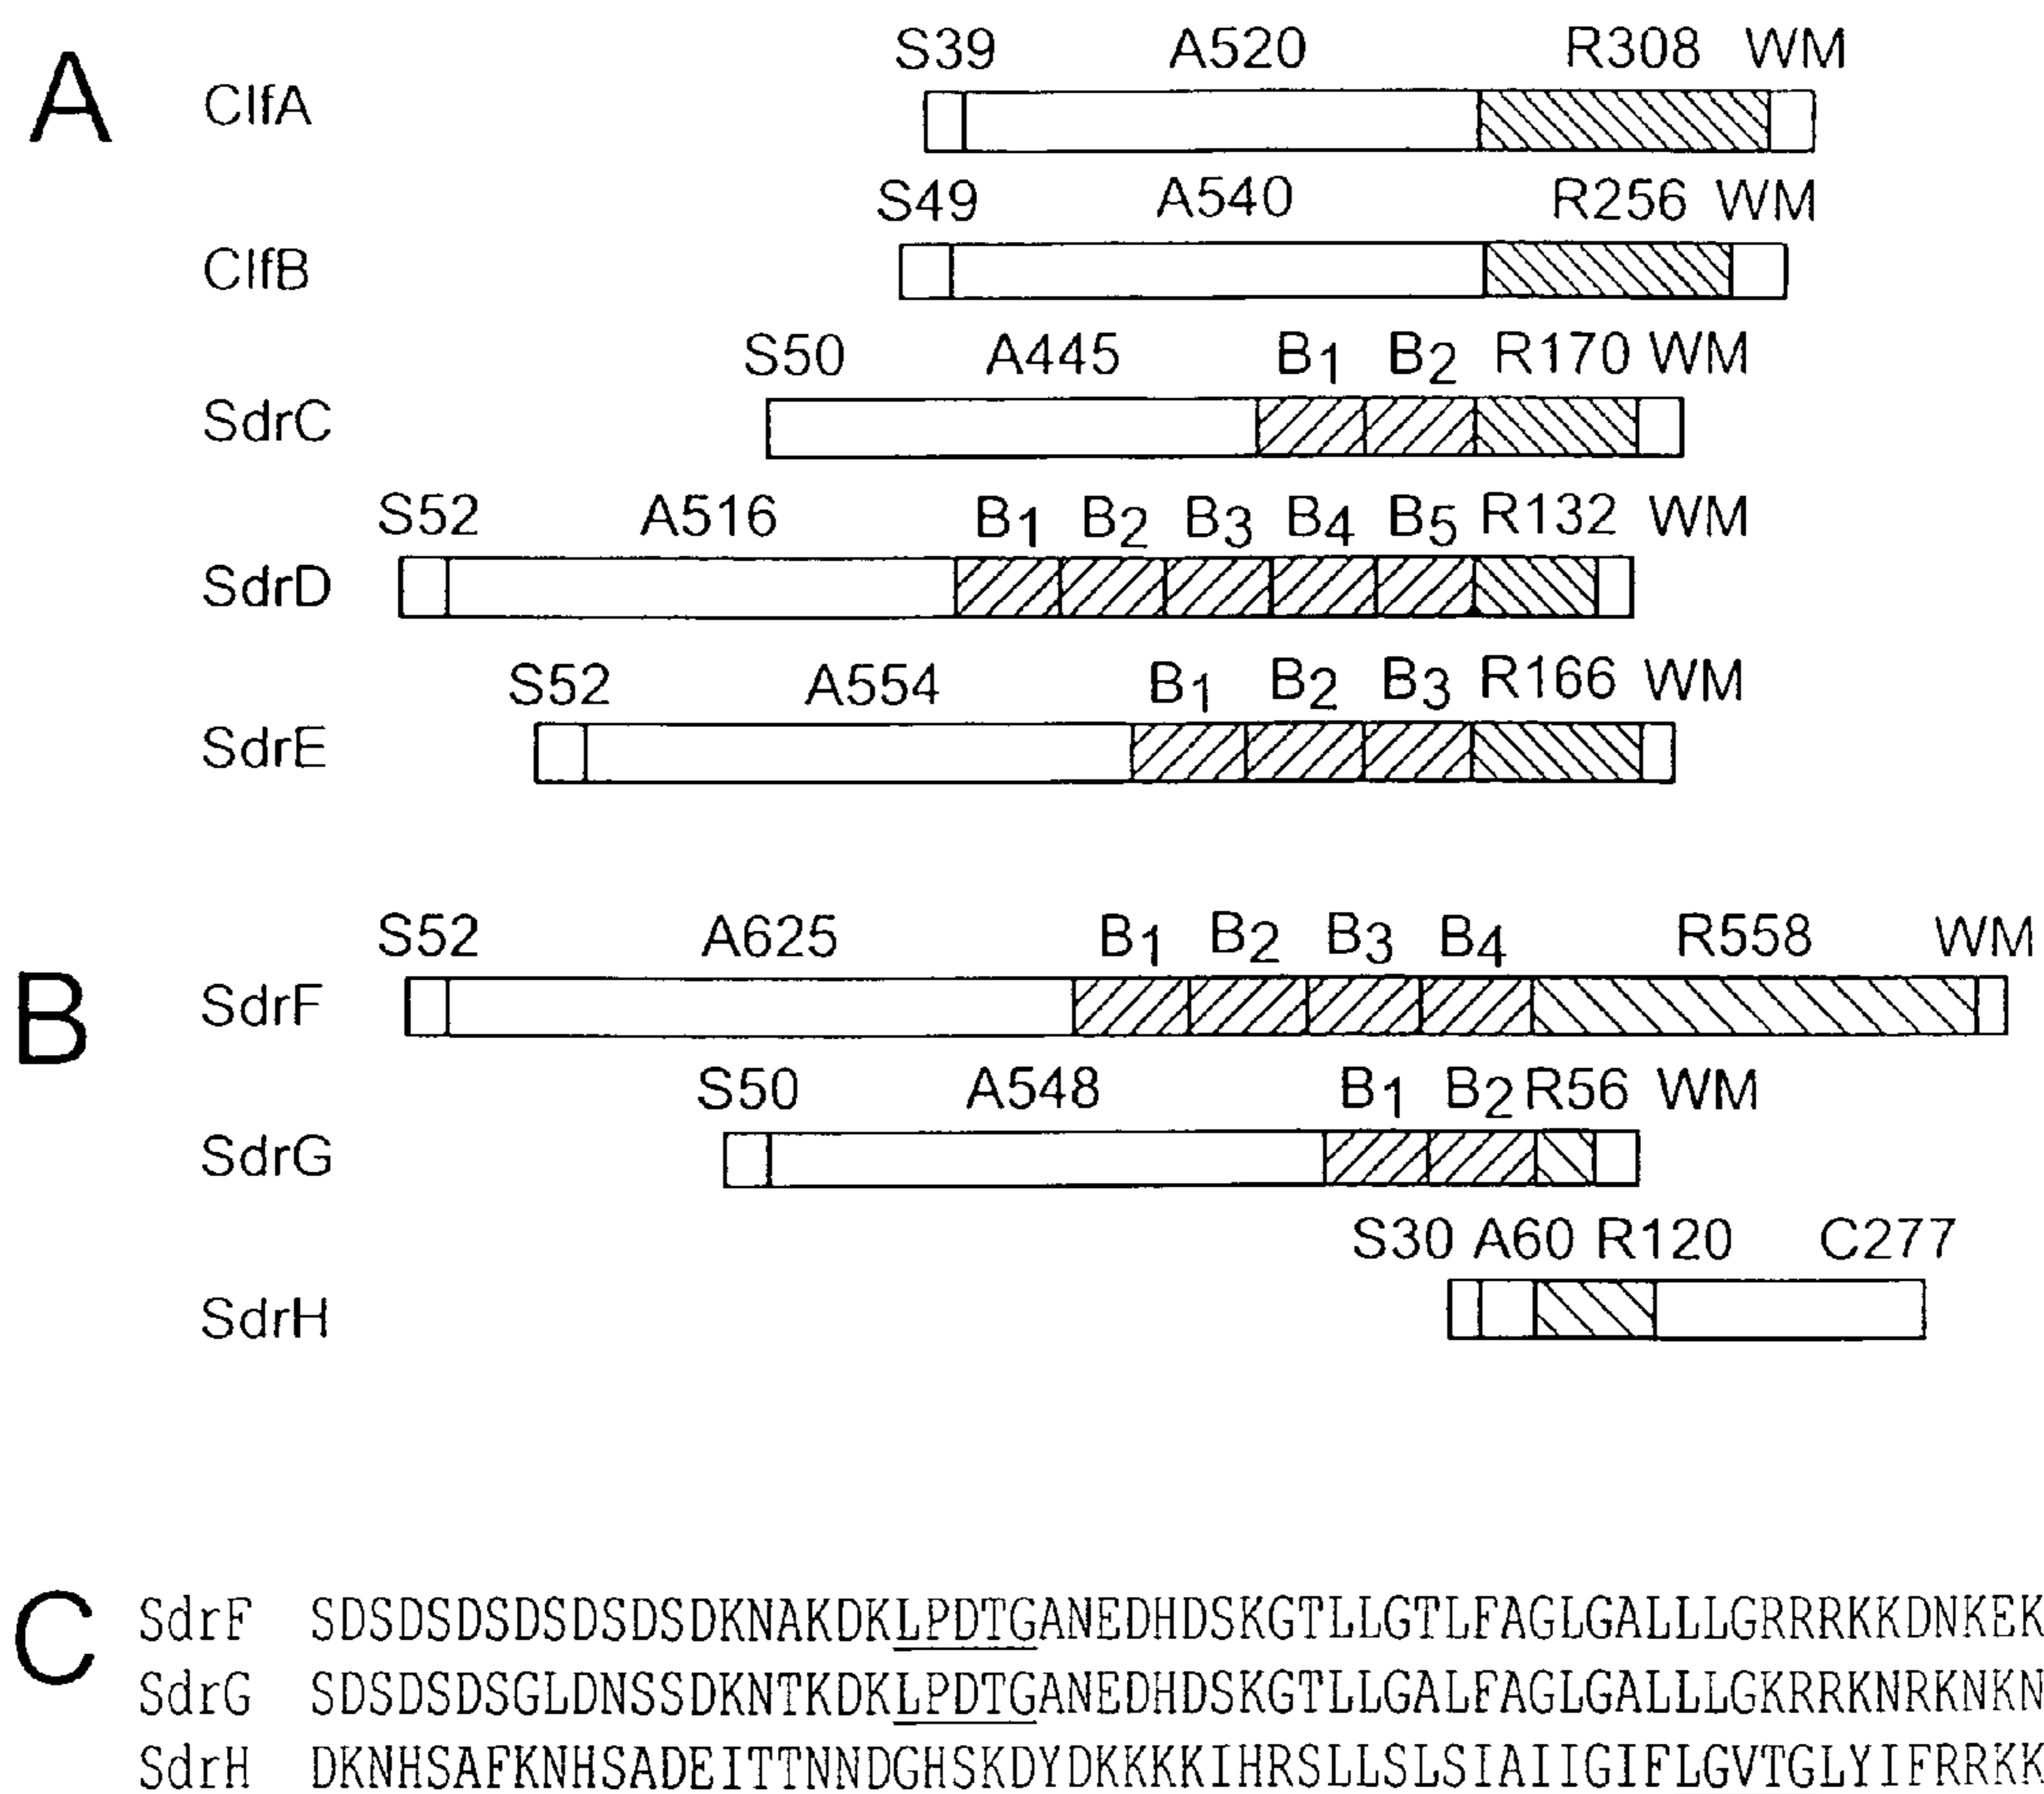 A
S39 A520 R308 WM
ClfA
S49 A540 R256 WM
ClfB
S50 A445 B1 B2 R170 WM
SdrC
S52 A516 B1 B2 B3 B4 B5 R132 WM
SdrD
S52 A554 B1 B2 B3 R166 WM
SdrE
B
S52 A625 B1 B2 B3 B4 R558 WM
SdrF
S50 A548 B1 B2 R56 WM
SdrG
S30 A60 R120 C277
SdrH
C
SdrF SDSDSDSDSDSDSDKNAKDKLPDTGANEDHDSKGTLLGTLFAGLGALLLGRRRKKDNKEK
SdrG SDSDSDSGLDNSSDKNTKDKLPDTGANEDHDSKGTLLGALFAGLGALLLGKRRKNRKNKN
SdrH DKNHSAFKNHSADEITTNNDGHSKDYDKKKKIHRSLLSLSIAIIGIFLGVTGLYIFRRKK